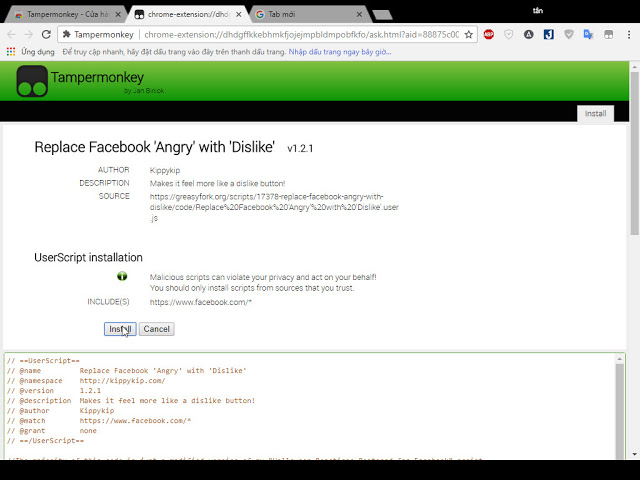 tấn
Tampermonkey - Cửa hà
chrome-extension://dhdg
Tab mới
Tampermonkey
chrome-extension://dhdgffkkebhmkfjojejmpbldmpobfkfo/ask.html?aid=88875c00
Ứng dụng
Để truy cập nhanh, hãy đặt dấu trang vào đây trên thanh dấu trang.
Nhập dấu trang ngay bây giờ...
Tampermonkey
by Jan Biniok
Install
Replace Facebook 'Angry' with 'Dislike' v1.2.1
AUTHOR Kippykip
DESCRIPTION Makes it feel more like a dislike button!
SOURCE https://greasyfork.org/scripts/17378-replace-facebook-angry-with-
dislike/code/Replace%20Facebook%20'Angry'%20with%20'Dislike'.user
.js
UserScript installation
Malicious scripts can violate your privacy and act on your behalf!
You should only install scripts from sources that you trust.
INCLUDE(S) https://www.facebook.com/*
Install Cancel
// ==UserScript==
// @name Replace Facebook 'Angry' with 'Dislike'
// @namespace http://kippykip.com/
// @version 1.2.1
// @description Makes it feel more like a dislike button!
// @author Kippykip
// @match https://www.facebook.com/*
// @grant none
// ==/UserScript==